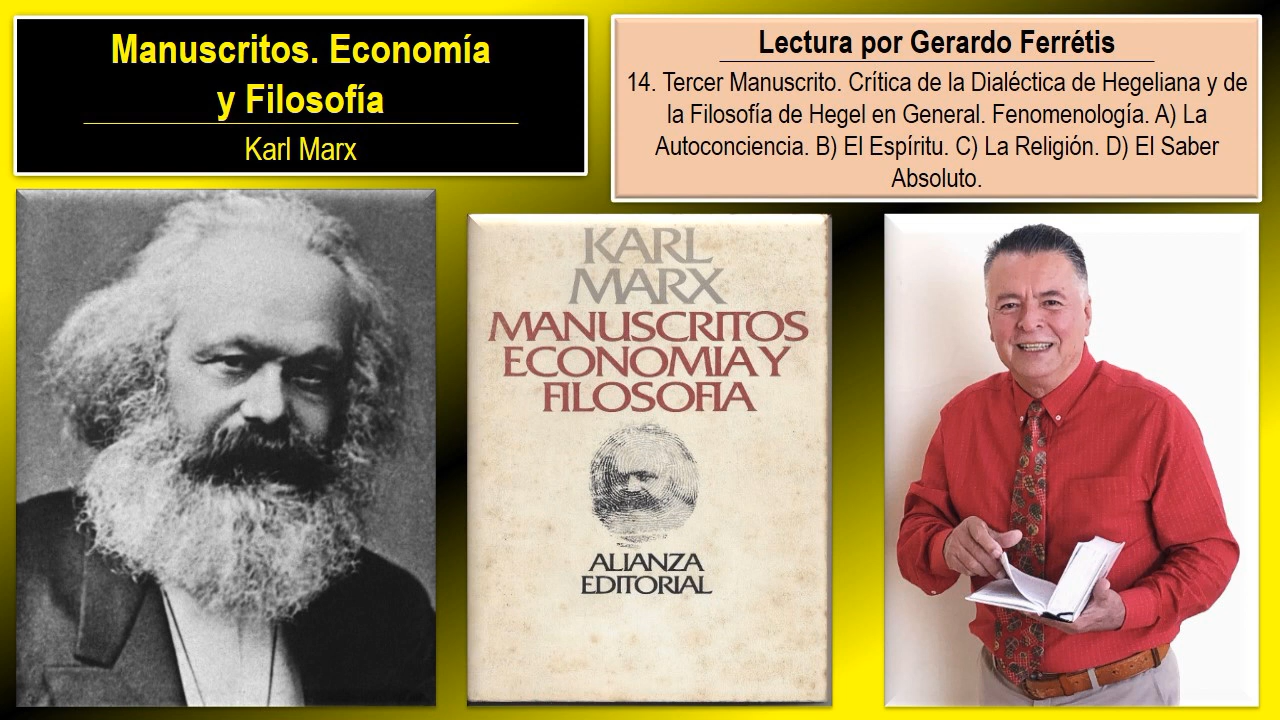 Manuscritos. Economía
y Filosofía
Karl Marx
Lectura por Gerardo Ferrétis
14. Tercer Manuscrito. Crítica de la Dialéctica de Hegeliana y de
la Filosofía de Hegel en General. Fenomenología. A) La
Autoconciencia. B) El Espíritu. C) La Religión. D) El Saber
Absoluto.
KARL
MARX
MANUSCRITOS
ECONOMIA Y
FILOSOFIA
ALIANZA
EDITORIAL